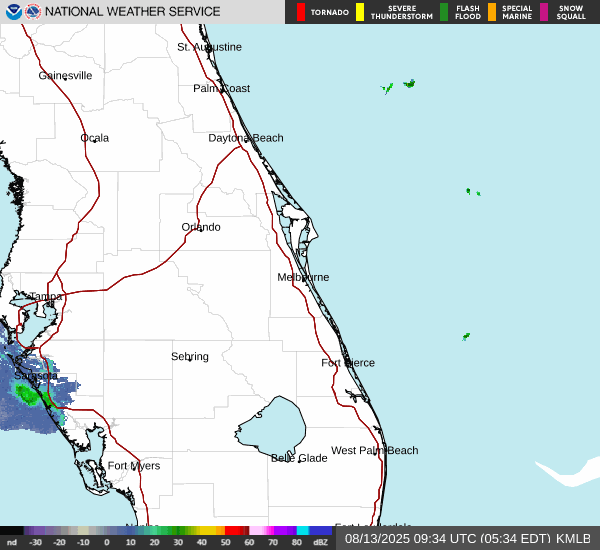 NATIONAL WEATHER SERVICE
TORNADO
SEVERE THUNDERSTORM
FLASH FLOOD
SPECIAL MARINE
SNOW SQUALL
St. Augustine
Gainesville
Palm Coast
Ocala
Daytona Beach
Orlando
Melbourne
Tampa
Sebring
Fort Pierce
Sarasota
West Palm Beach
Belle Glade
Fort Myers
nd -30 -20 -10 0 10 20 30 40 50 60 70 80 dBZ
08/13/2025 09:34 UTC (05:34 EDT) KMLB